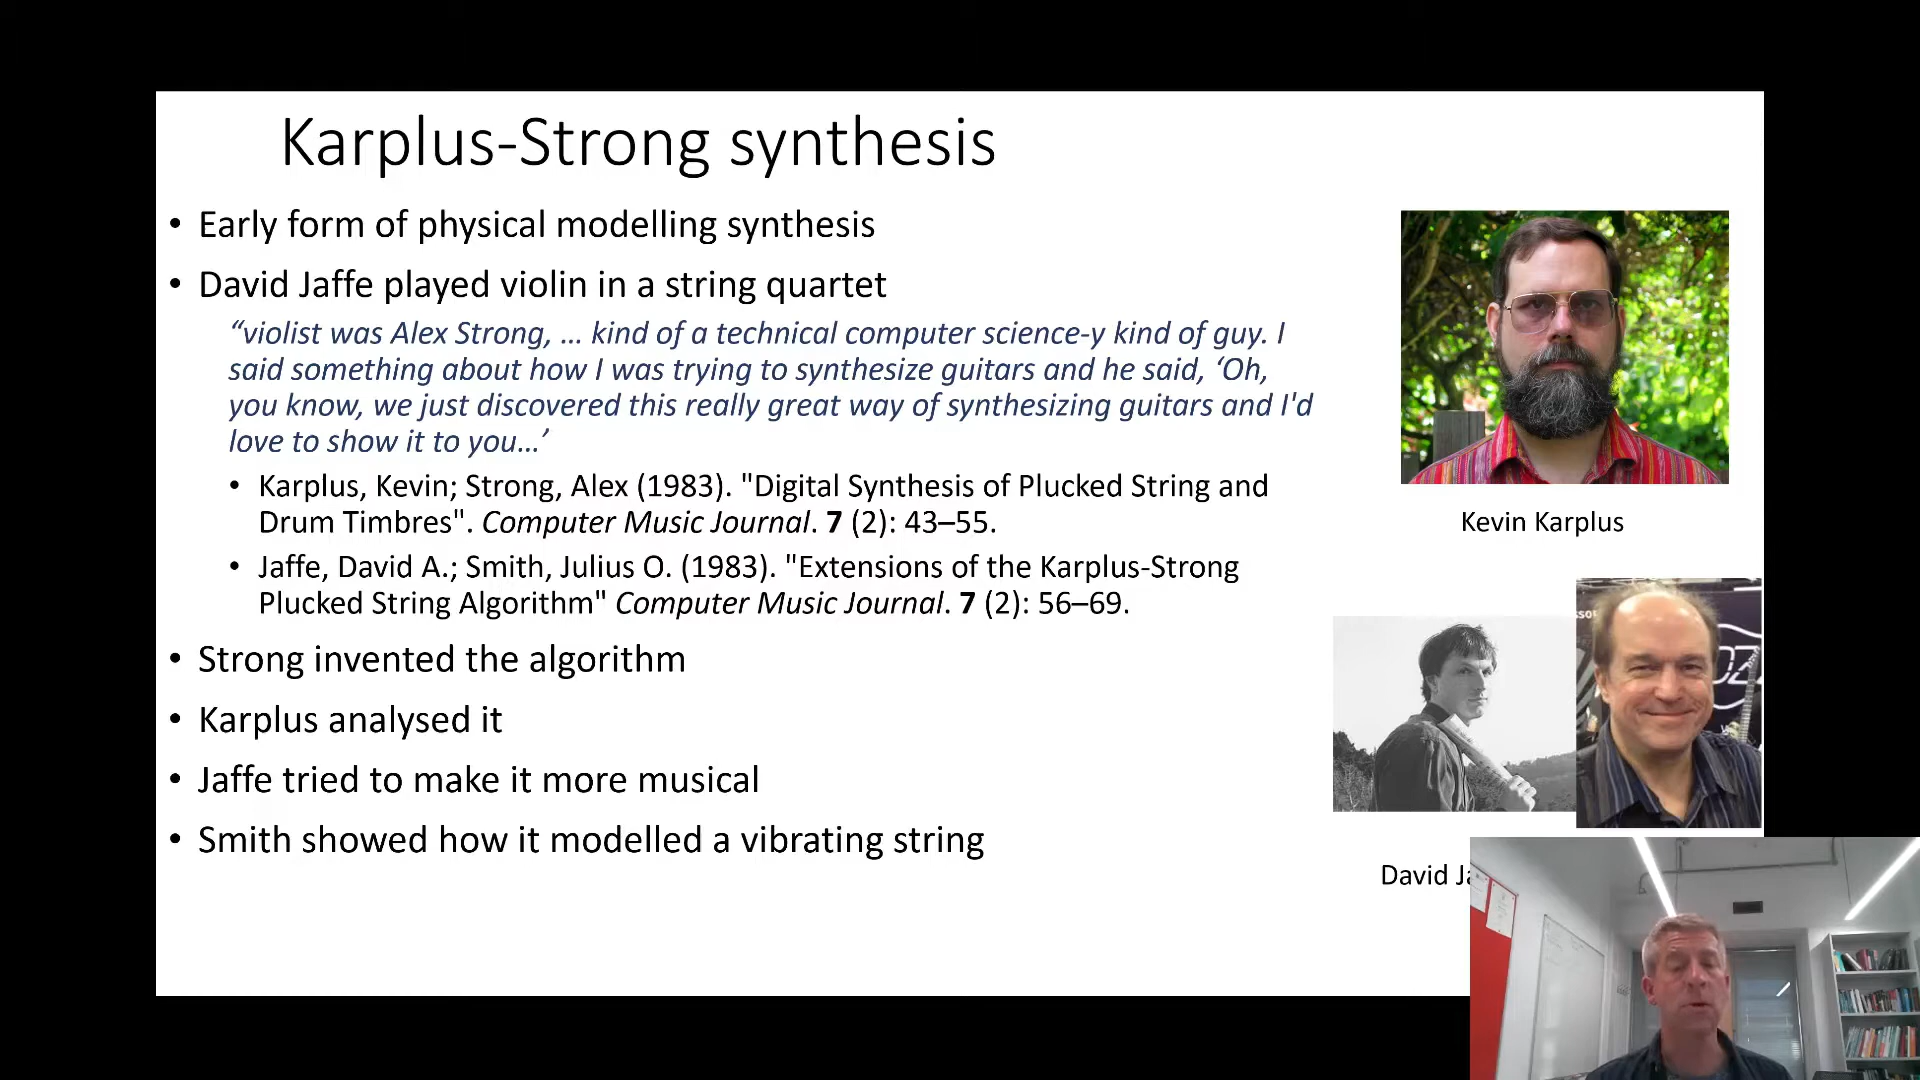 Karplus-Strong synthesis
• Early form of physical modelling synthesis
• David Jaffe played violin in a string quartet
“violist was Alex Strong, … kind of a technical computer science-y kind of guy. I
said something about how I was trying to synthesize guitars and he said, ‘Oh,
you know, we just discovered this really great way of synthesizing guitars and I'd
love to show it to you…’
• Karplus, Kevin; Strong, Alex (1983). "Digital Synthesis of Plucked String and
Drum Timbres". Computer Music Journal. 7 (2): 43–55.
• Jaffe, David A.; Smith, Julius O. (1983). "Extensions of the Karplus-Strong
Plucked String Algorithm" Computer Music Journal. 7 (2): 56–69.
• Strong invented the algorithm
• Karplus analysed it
• Jaffe tried to make it more musical
• Smith showed how it modelled a vibrating string
Kevin Karplus
David